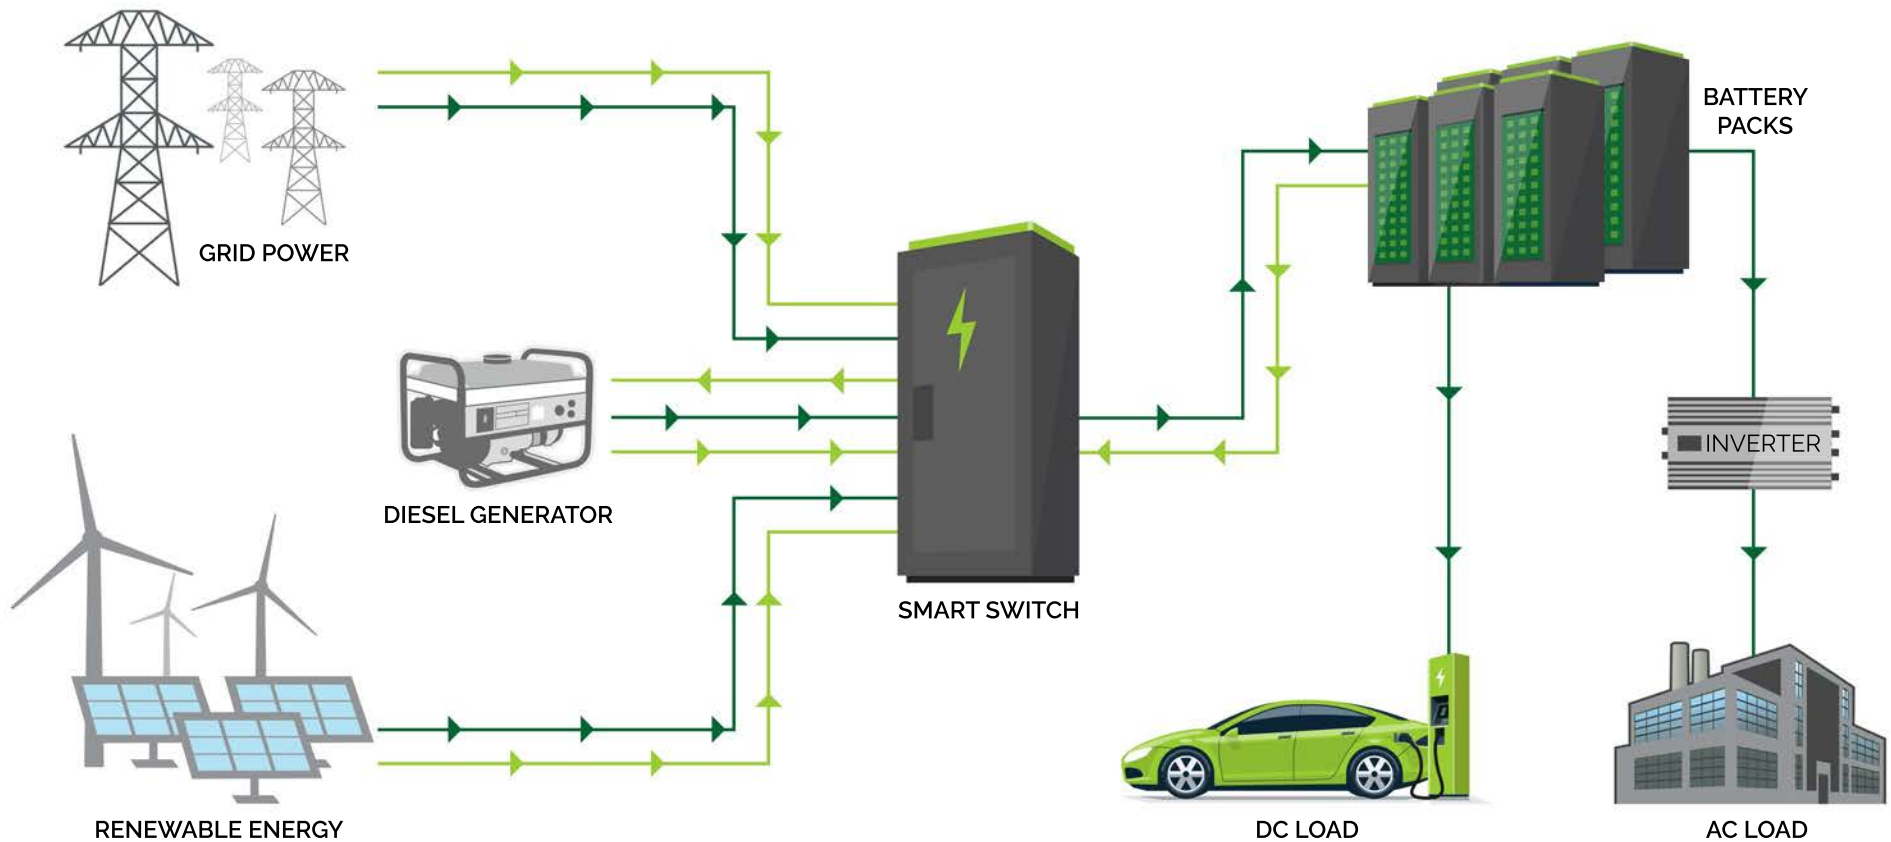 BATTERY
PACKS
GRID POWER
INVERTER
DIESEL GENERATOR
SMART SWITCH
RENEWABLE ENERGY
DC LOAD
AC LOAD